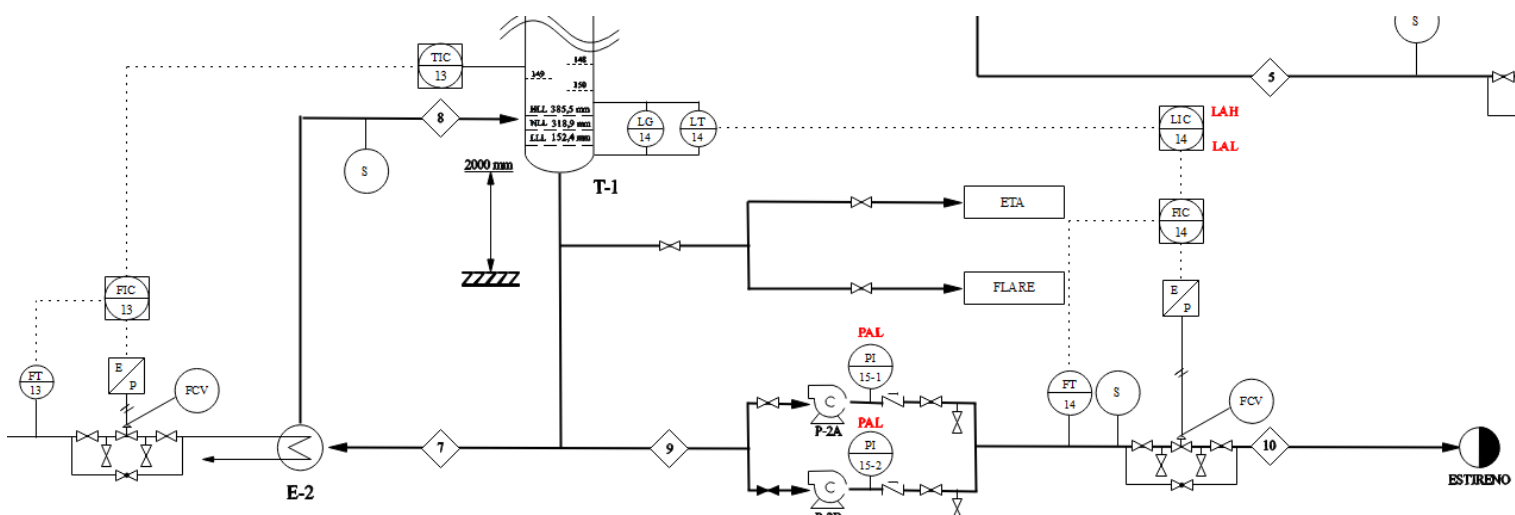 S
TIC
13
148
149
150
5
8
HLL 385,5 mm
NLL 318,9 mm
LLL 152,4 mm
LG
14
LT
14
LIC
14
LAH
LAL
S
2000 mm
T-1
ETA
FIC
14
FLARE
FIC
13
E
P
PAL
PI
15-1
FT
13
E
P
FCV
FT
14
S
FCV
C
P-2A
PAL
7
9
10
PI
15-2
C
E-2
ESTIRENO